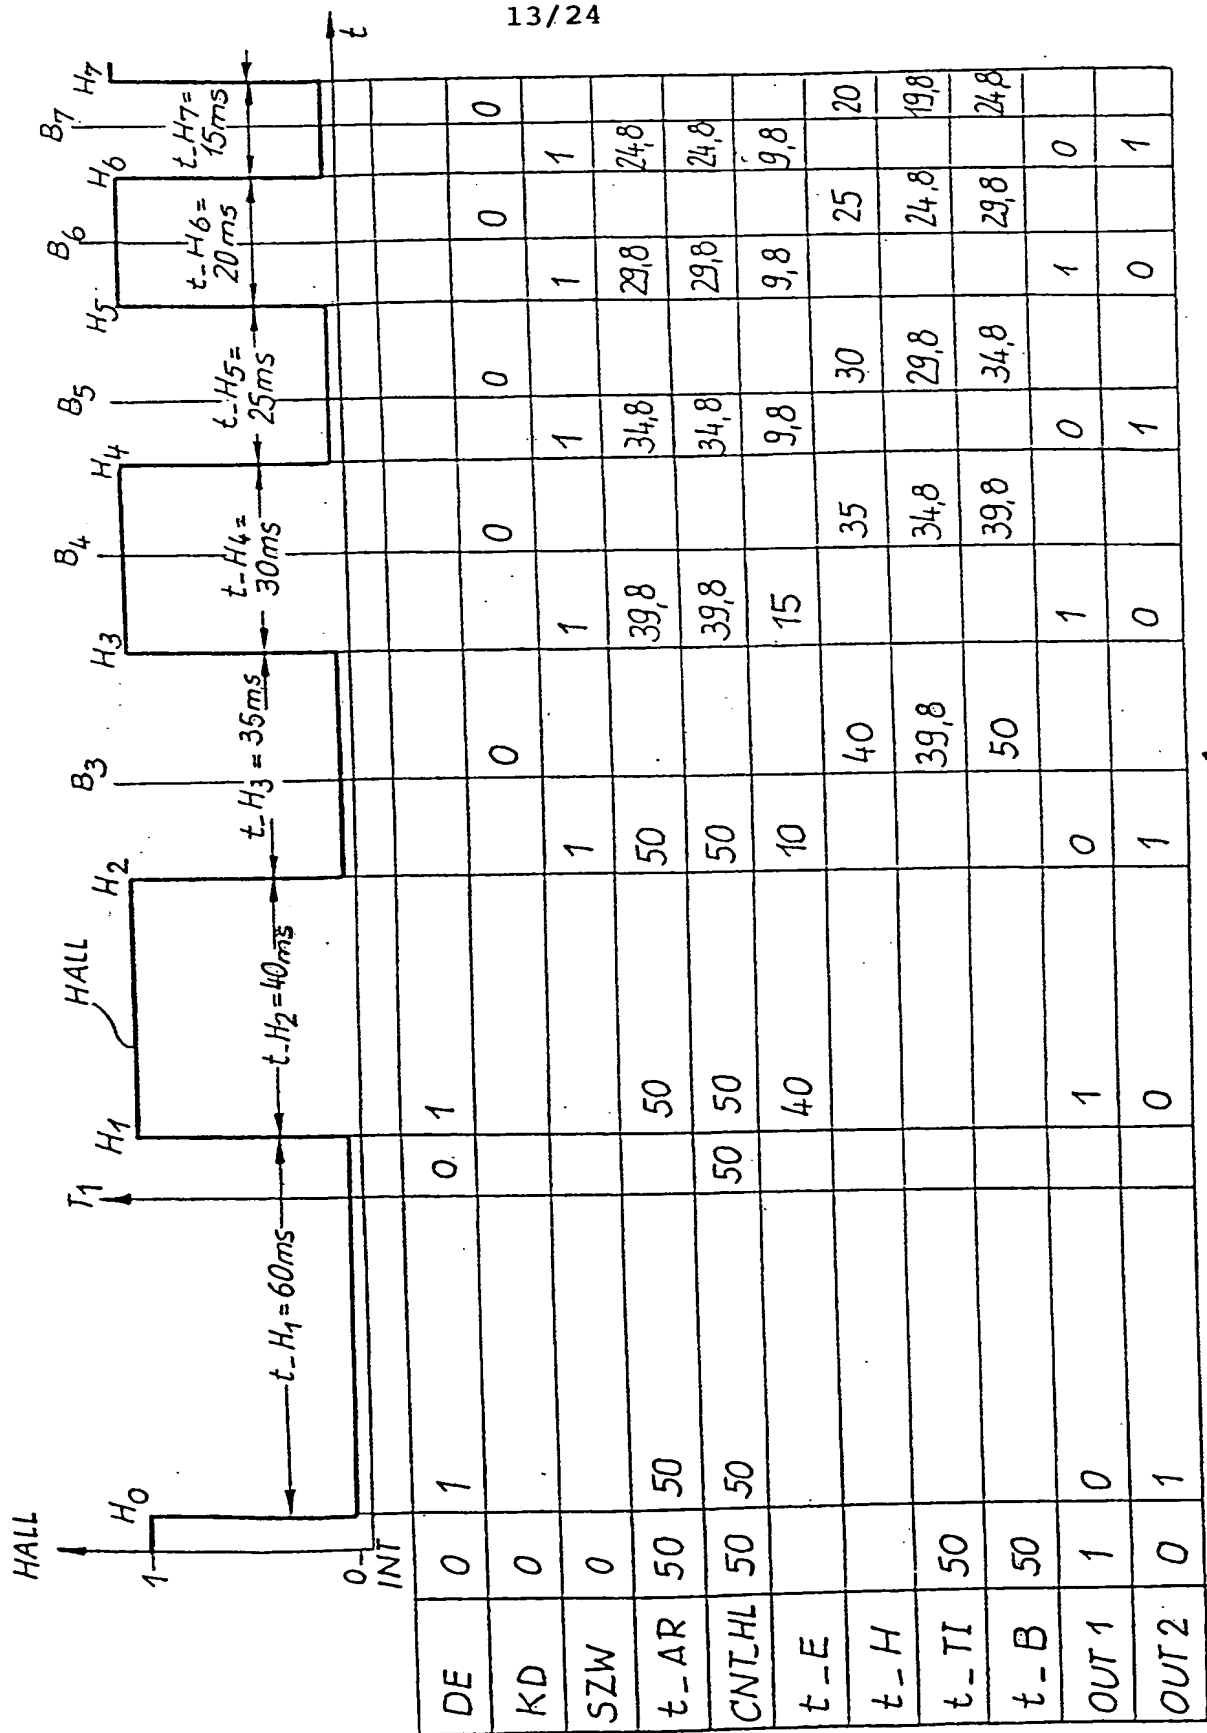 13/24
HALL
1
0
INT
H0
T1
H1
HALL
H2
B3
H3
B4
H4
B5
H5
B6
H6
B7
H7
t
t_H1=60ms
t_H2=40ms
t_H3=35ms
t_H4=
30ms
t_H5=
25ms
t_H6=
20ms
t_H7=
15ms
DE 0 1 0 1
KD 0 0 0 0 0 0
SZW 0 1 1 1 1 1
t_AR 50 50 50 50 39,8 34,8 29,8 24,8
CNT_HL 50 50 50 50 50 39,8 34,8 29,8 24,8
t_E 40 10 15 9,8 9,8 9,8
t_H 40 35 30 25 20
t_TI 50 39,8 34,8 29,8 24,8 19,8
t_B 50 50 39,8 34,8 29,8 24,8
OUT 1 1 0 1 0 1 0 1 0
OUT 2 0 1 0 1 0 1 0 1